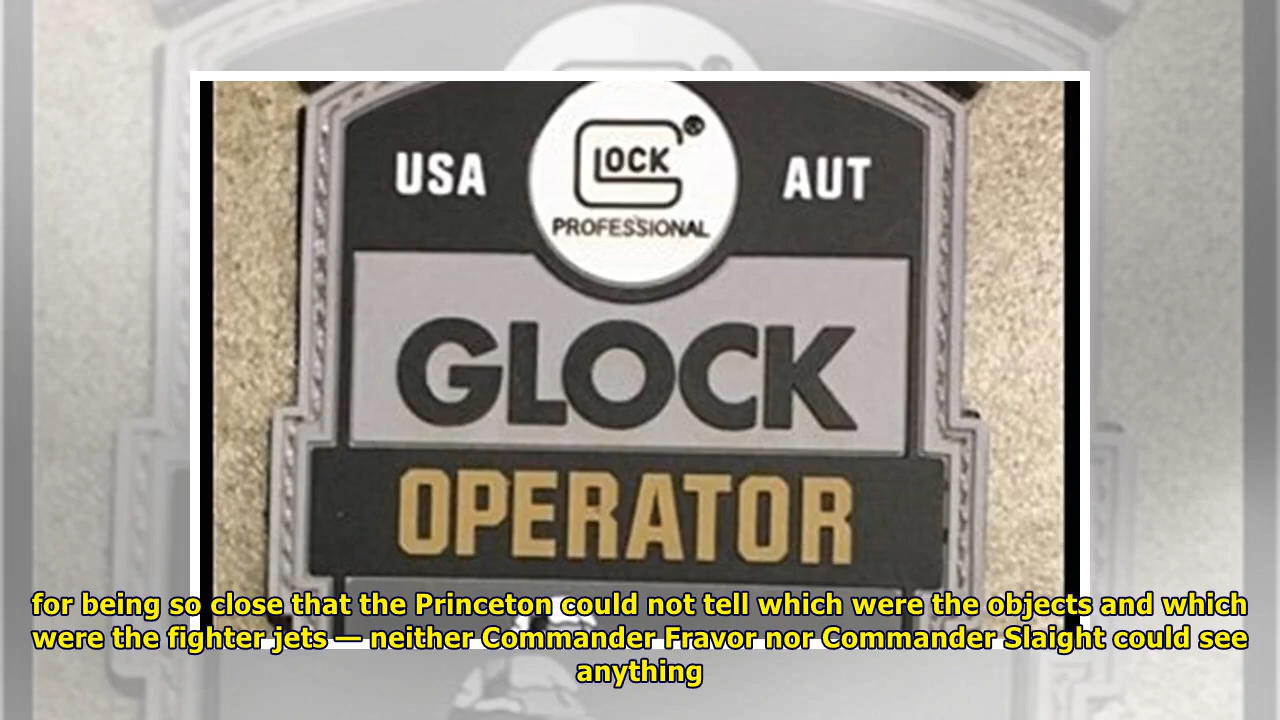 USA
GLOCK
PROFESSIONAL
AUT
GLOCK
OPERATOR
for being so close that the Princeton could not tell which were the objects and which
were the fighter jets — neither Commander Fravor nor Commander Slaight could see
anything